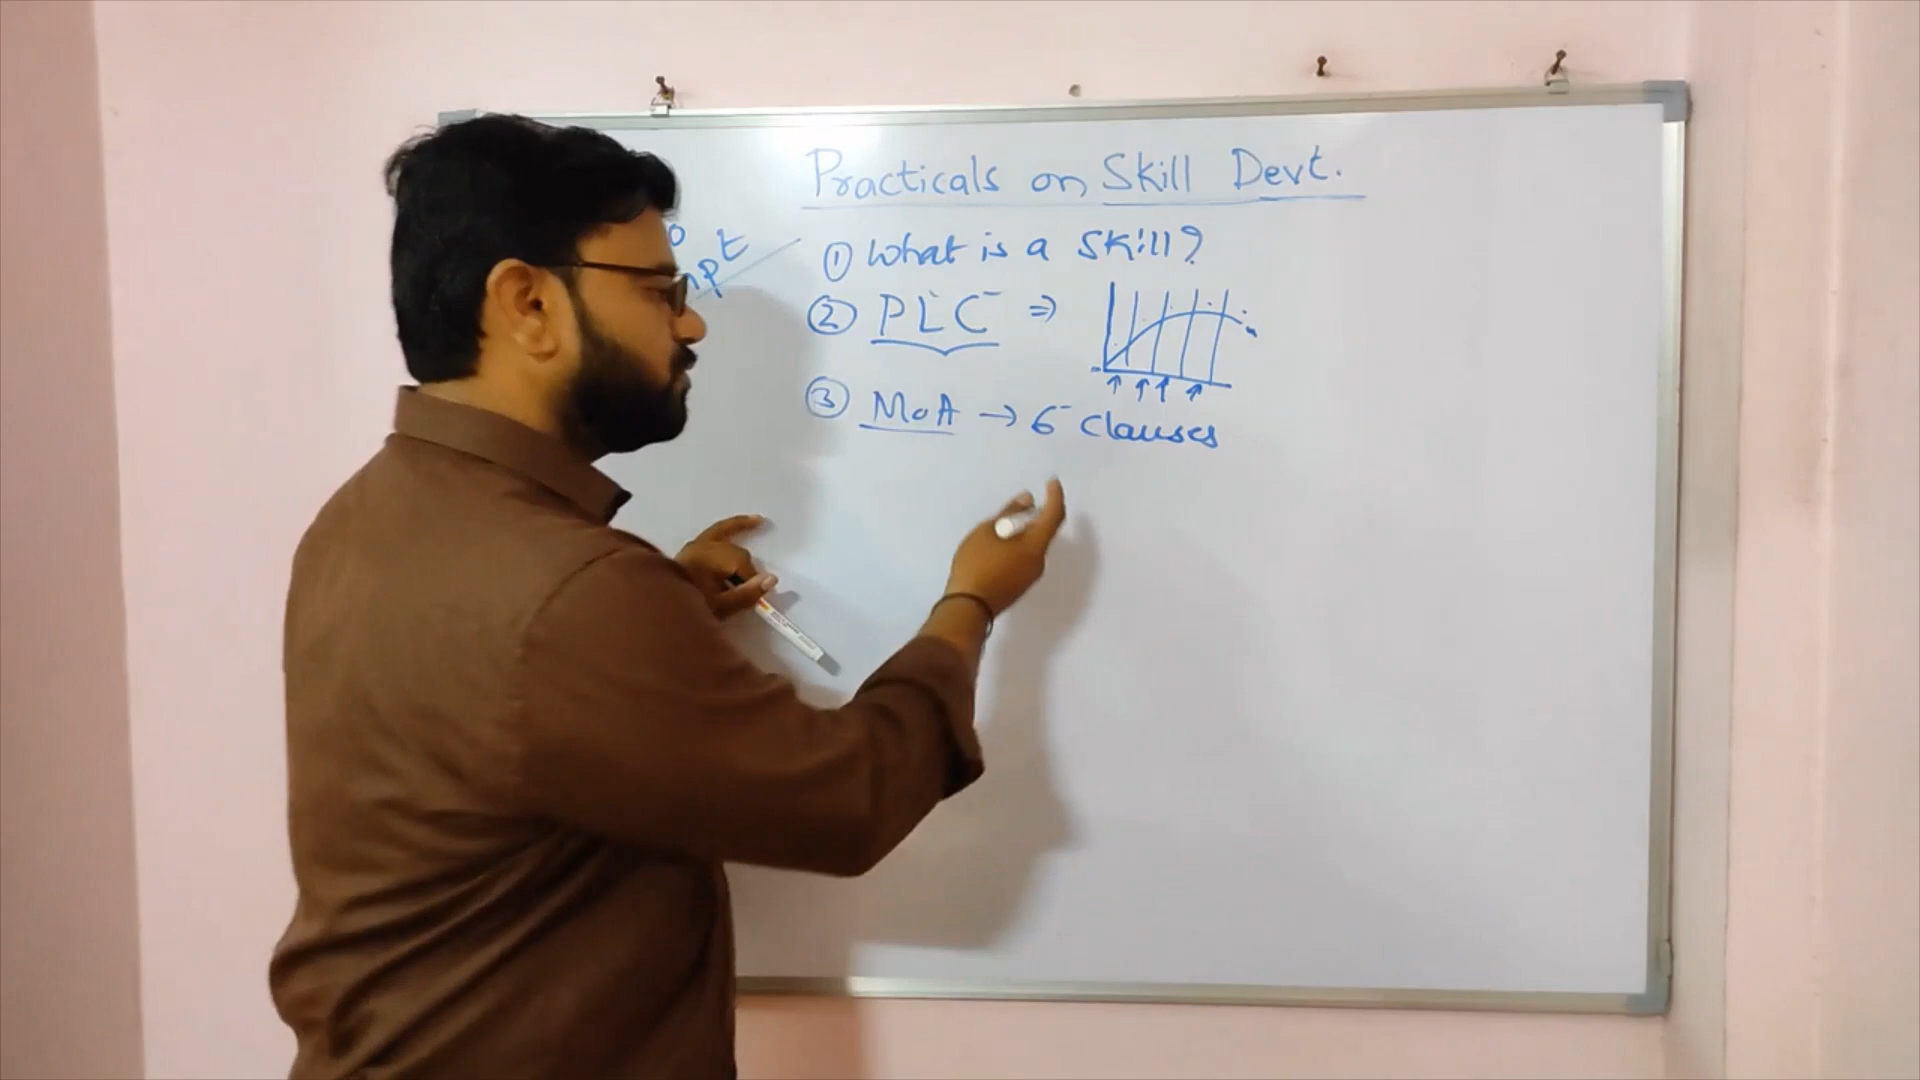 Practicals on Skill Devt.
① What is a Skill?
② PLC ⇒
③ MoA → 6 Clauses